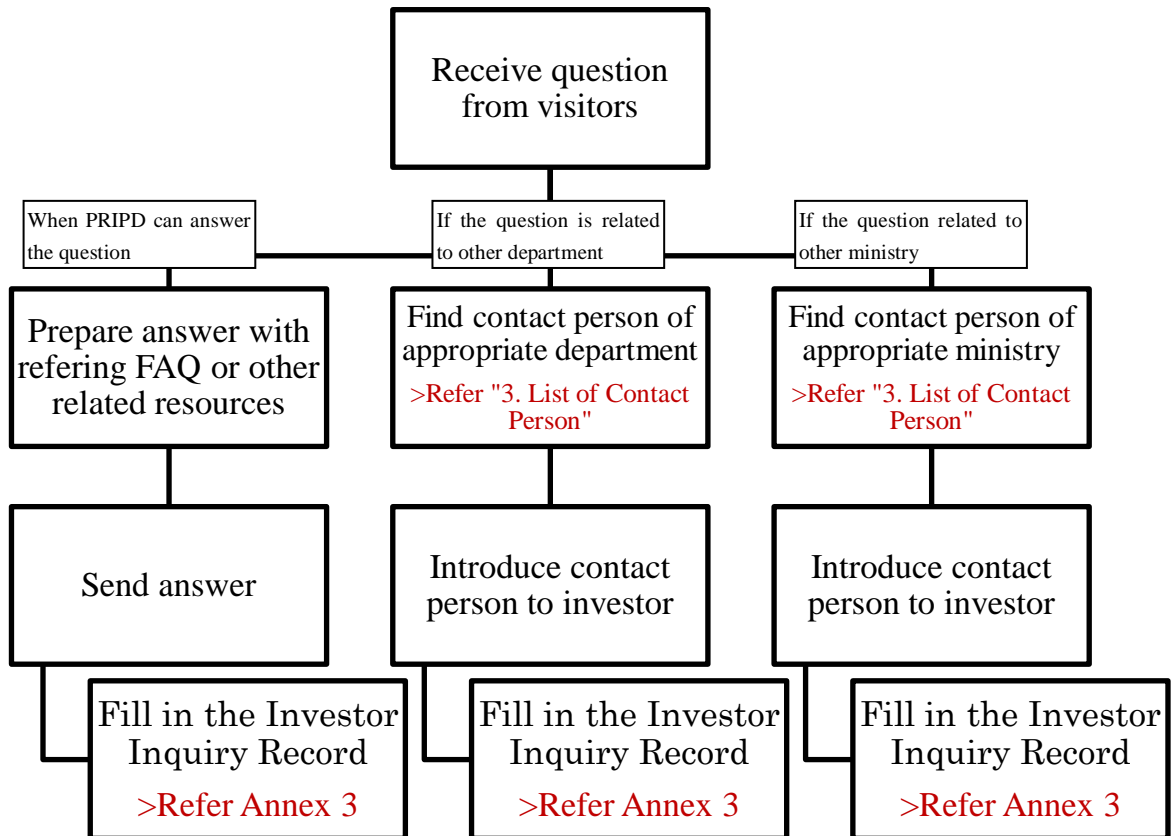 Receive question
from visitors
When PRIPD can answer
the question
If the question is related
to other department
If the question related to
other ministry
Prepare answer with
refering FAQ or other
related resources
Find contact person of
appropriate department
>Refer "3. List of Contact
Person"
Find contact person of
appropriate ministry
>Refer "3. List of Contact
Person"
Send answer
Introduce contact
person to investor
Introduce contact
person to investor
Fill in the Investor
Inquiry Record
>Refer Annex 3
Fill in the Investor
Inquiry Record
>Refer Annex 3
Fill in the Investor
Inquiry Record
>Refer Annex 3